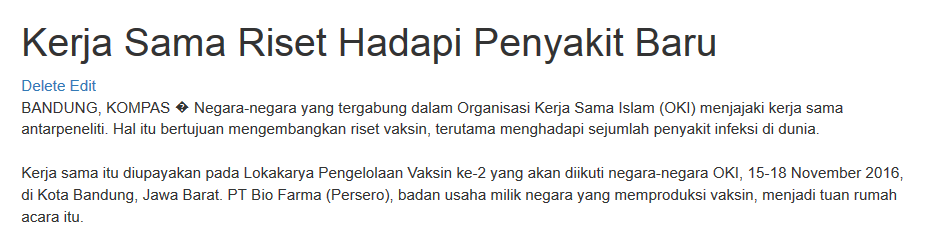 Kerja Sama Riset Hadapi Penyakit Baru
Delete Edit
BANDUNG, KOMPAS � Negara-negara yang tergabung dalam Organisasi Kerja Sama Islam (OKI) menjajaki kerja sama
antarpeneliti. Hal itu bertujuan mengembangkan riset vaksin, terutama menghadapi sejumlah penyakit infeksi di dunia.
Kerja sama itu diupayakan pada Lokakarya Pengelolaan Vaksin ke-2 yang akan diikuti negara-negara OKI, 15-18 November 2016,
di Kota Bandung, Jawa Barat. PT Bio Farma (Persero), badan usaha milik negara yang memproduksi vaksin, menjadi tuan rumah
acara itu.